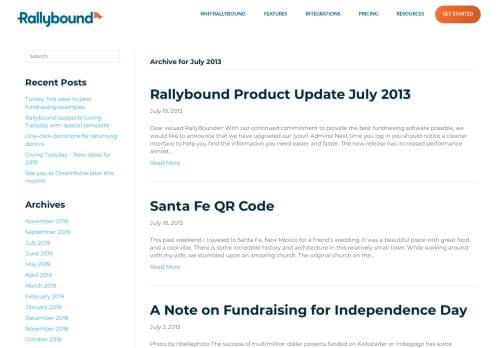 Rallybound
WHY RALLYBOUND
FEATURES
INTEGRATIONS
PRICING
RESOURCES
GET STARTED
Search
Recent Posts
Turkey Trot peer to peer
fundraising examples
Rallybound supports Giving
Tuesday with special template
One-click donations for returning
donors
Giving Tuesday – New ideas for
2019
See you at Dreamforce later this
month!
Archives
November 2019
September 2019
July 2019
June 2019
May 2019
April 2019
March 2019
February 2019
January 2019
December 2018
November 2018
October 2018
Archive for July 2013
Rallybound Product Update July 2013
July 19, 2013
Dear valued RallyBounder! With our continued commitment to provide the best fundraising software possible, we
would like to announce that we have upgraded our (your) Admins! Next time you log in you should notice a cleaner
interface to help you find the information you need easier and faster. The new release has increased performance
almost...
Read More
Santa Fe QR Code
July 18, 2013
This past weekend I traveled to Santa Fe, New Mexico for a friend's wedding. It was a beautiful place with great food
and a cool vibe. There is some incredible history and architecture in this relatively small town. While walking around
with my wife, we stumbled upon an amazing church. The original church on the...
Read More
A Note on Fundraising for Independence Day
July 3, 2013
Photo by nbellephoto The success of multimillion dollar projects funded on Kickstarter or Indiegogo has some